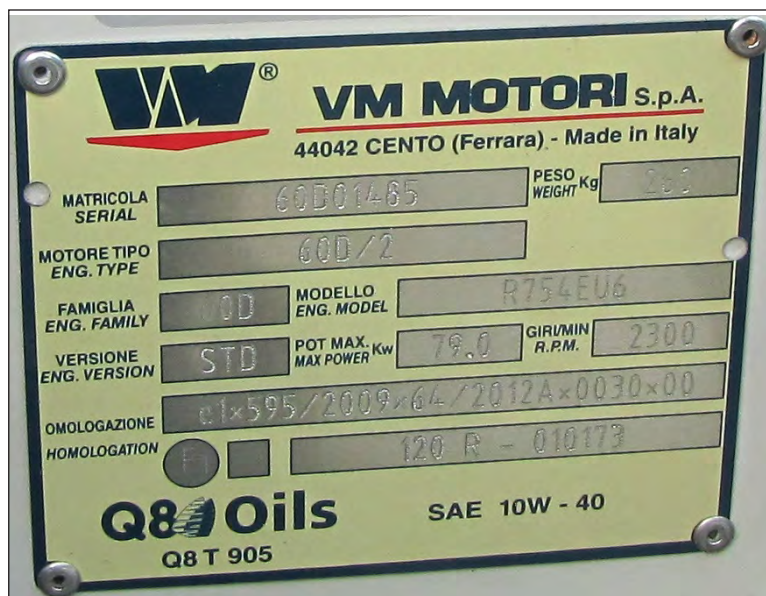 VM ® VM MOTORI S.p.A.
44042 CENTO (Ferrara) - Made in Italy
MATRICOLA SERIAL 60D01485 PESO WEIGHT Kg
MOTORE TIPO ENG. TYPE 60D/2
FAMIGLIA ENG. FAMILY MODELLO ENG. MODEL R754EU6
VERSIONE ENG. VERSION STD POT MAX. MAX POWER Kw 79.0 GIRI/MIN R.P.M. 2300
OMOLOGAZIONE HOMOLOGATION e1×595/2009×64/2012A×0030×00
120 R - 010173
Q8 Oils SAE 10W - 40
Q8 T 905